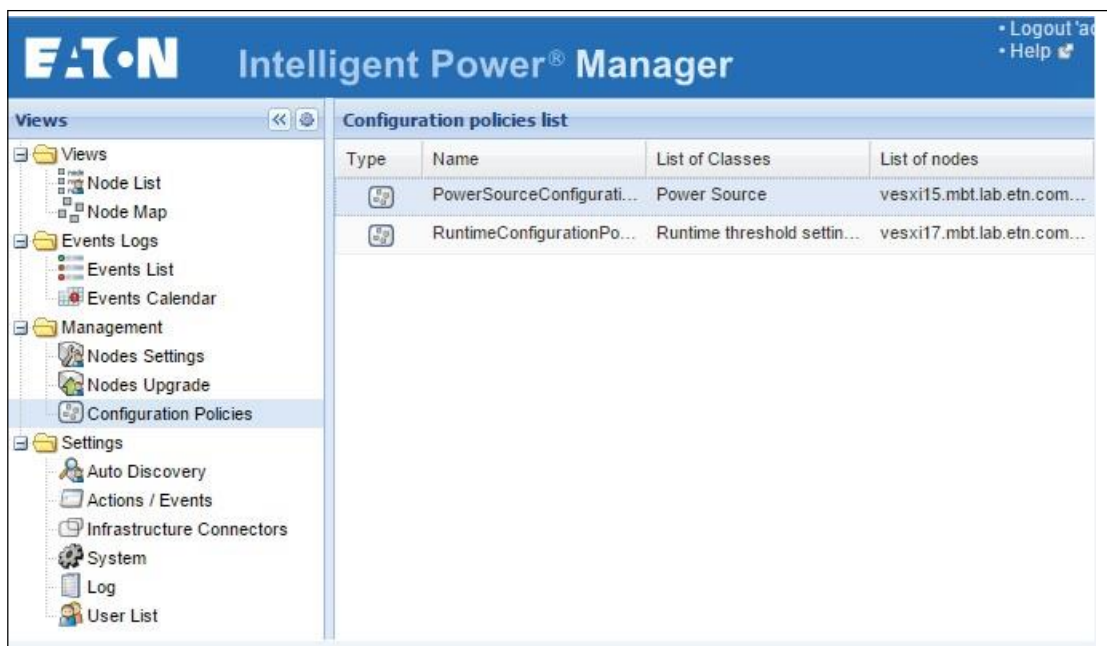 EATON Intelligent Power® Manager
• Logout 'ad
• Help
Views
Views
Node List
Node Map
Events Logs
Events List
Events Calendar
Management
Nodes Settings
Nodes Upgrade
Configuration Policies
Settings
Auto Discovery
Actions / Events
Infrastructure Connectors
System
Log
User List
Configuration policies list
Type Name List of Classes List of nodes
PowerSourceConfigurati... Power Source vesxi15.mbt.lab.etn.com...
RuntimeConfigurationPo... Runtime threshold settin... vesxi17.mbt.lab.etn.com...